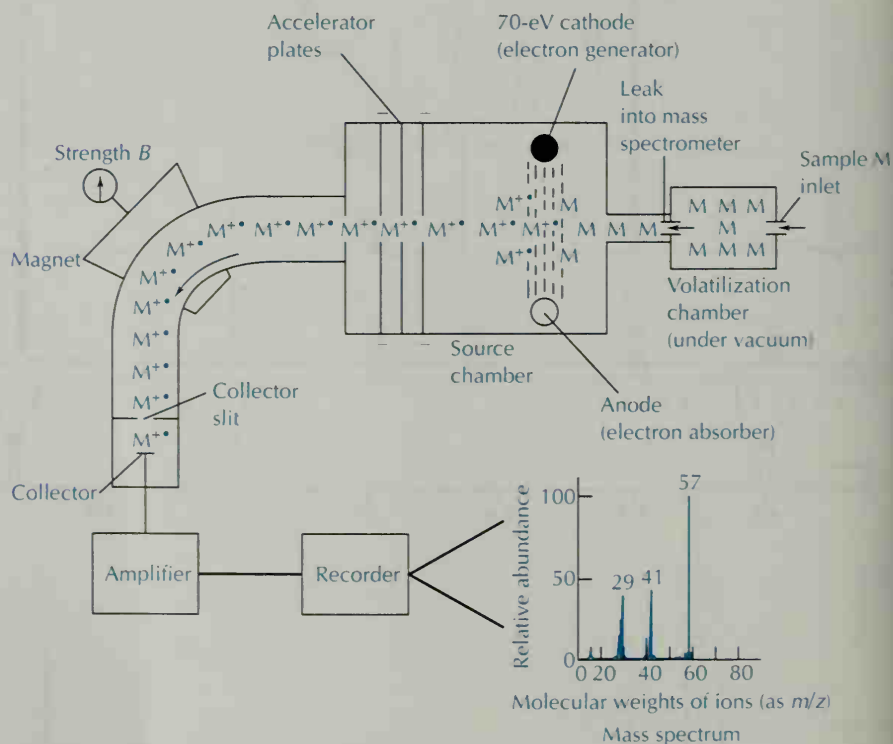 Accelerator
plates
70-eV cathode
(electron generator)
Leak
into mass
spectrometer
Sample M
inlet
Strength B
Magnet
M+• M+• M+• M+• M+• M+• M+• M+• M+• M+• M M M
M+• M
M+• M
M M M
M
M M M
M+•
M+•
M+•
M+•
M+•
M+•
Volatilization
chamber
(under vacuum)
Source
chamber
Anode
(electron absorber)
Collector
slit
Collector
Amplifier
Recorder
Relative abundance
100
50
0
57
29 41
0 20 40 60 80
Molecular weights of ions (as m/z)
Mass spectrum